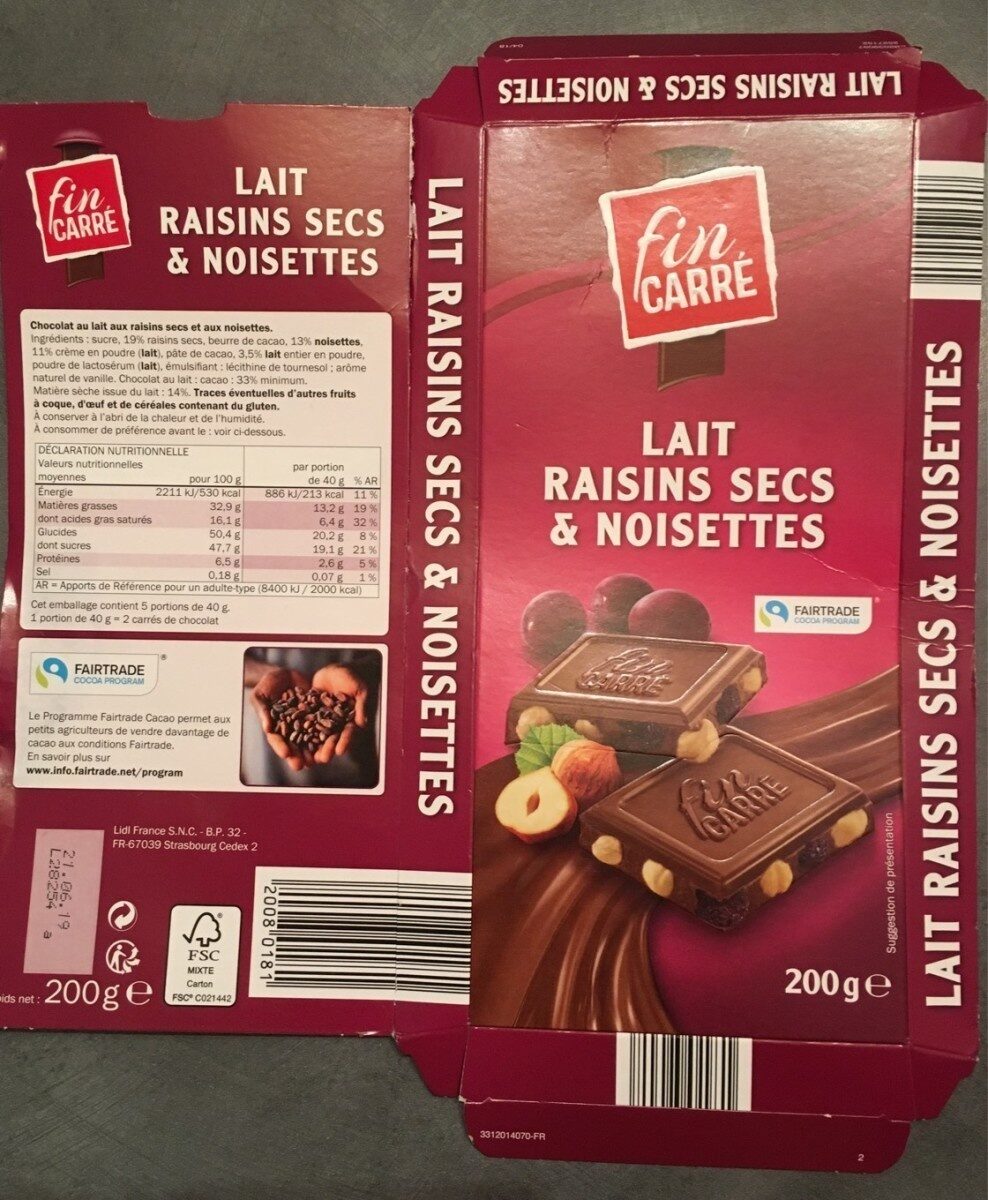 LAIT RAISINS SECS & NOISETTES
fin
CARRÉ
LAIT
RAISINS SECS
& NOISETTES
Chocolat au lait aux raisins secs et aux noisettes.
Ingrédients : sucre, 19% raisins secs, beurre de cacao, 13% noisettes,
11% crème en poudre (lait), pâte de cacao, 3,5% lait entier en poudre,
poudre de lactosérum (lait), émulsifiant : lécithine de tournesol ; arôme
naturel de vanille. Chocolat au lait : cacao : 33% minimum.
Matière sèche issue du lait : 14%. Traces éventuelles d'autres fruits
à coque, d'œuf et de céréales contenant du gluten.
À conserver à l'abri de la chaleur et de l'humidité.
À consommer de préférence avant le : voir ci-dessous.
DÉCLARATION NUTRITIONNELLE
Valeurs nutritionnelles
moyennes pour 100 g par portion de 40 g % AR
Énergie 2211 kJ/530 kcal 886 kJ/213 kcal 11 %
Matières grasses 32,9 g 13,2 g 19 %
dont acides gras saturés 16,1 g 6,4 g 32 %
Glucides 50,4 g 20,2 g 8 %
dont sucres 47,7 g 19,1 g 21 %
Protéines 6,5 g 2,6 g 5 %
Sel 0,18 g 0,07 g 1 %
AR = Apports de Référence pour un adulte-type (8400 kJ / 2000 kcal)
Cet emballage contient 5 portions de 40 g.
1 portion de 40 g = 2 carrés de chocolat
FAIRTRADE ®
COCOA PROGRAM
Le Programme Fairtrade Cacao permet aux
petits agriculteurs de vendre davantage de
cacao aux conditions Fairtrade.
En savoir plus sur
www.info.fairtrade.net/program
Lidl France S.N.C. - B.P. 32 -
FR-67039 Strasbourg Cedex 2
21.06.19
L28254 a
FSC
MIXTE
Carton
FSC® C021442
2008 0181
net : 200 g e
LAIT RAISINS SECS & NOISETTES
fin
CARRÉ
LAIT
RAISINS SECS
& NOISETTES
FAIRTRADE
COCOA PROGRAM
fin
CARRÉ
fin
CARRÉ
Suggestion de présentation
200 g e
LAIT RAISINS SECS & NOISETTES
3312014070-FR
2